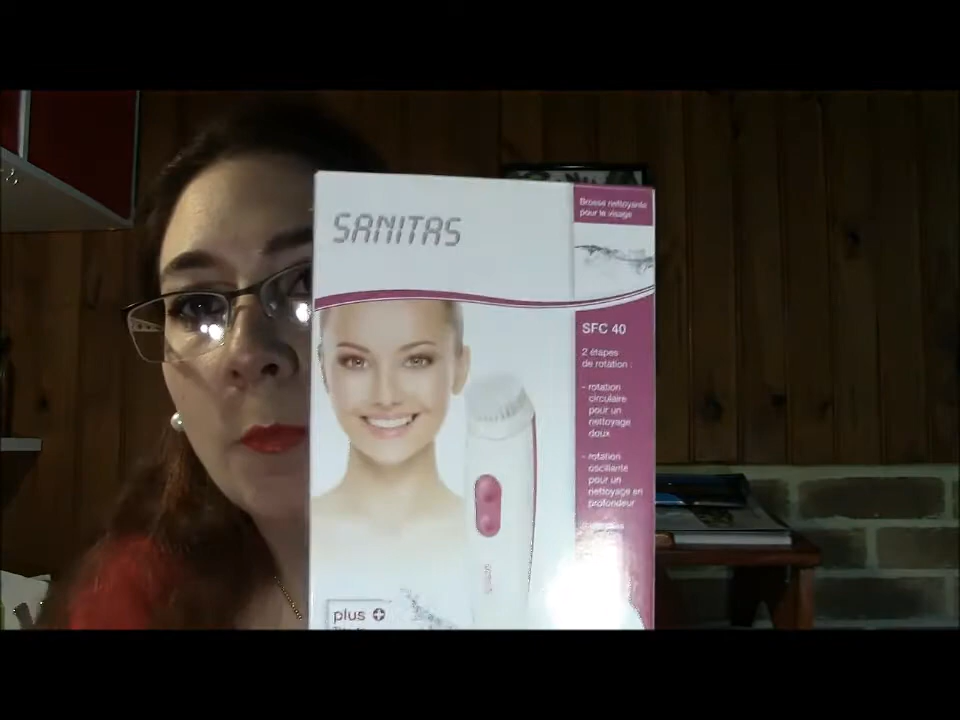 SANITAS
Brosse nettoyante
pour le visage
SFC 40
2 étapes
de rotation :
- rotation
circulaire
pour un
nettoyage
doux
- rotation
oscillante
pour un
nettoyage en
profondeur
plus +